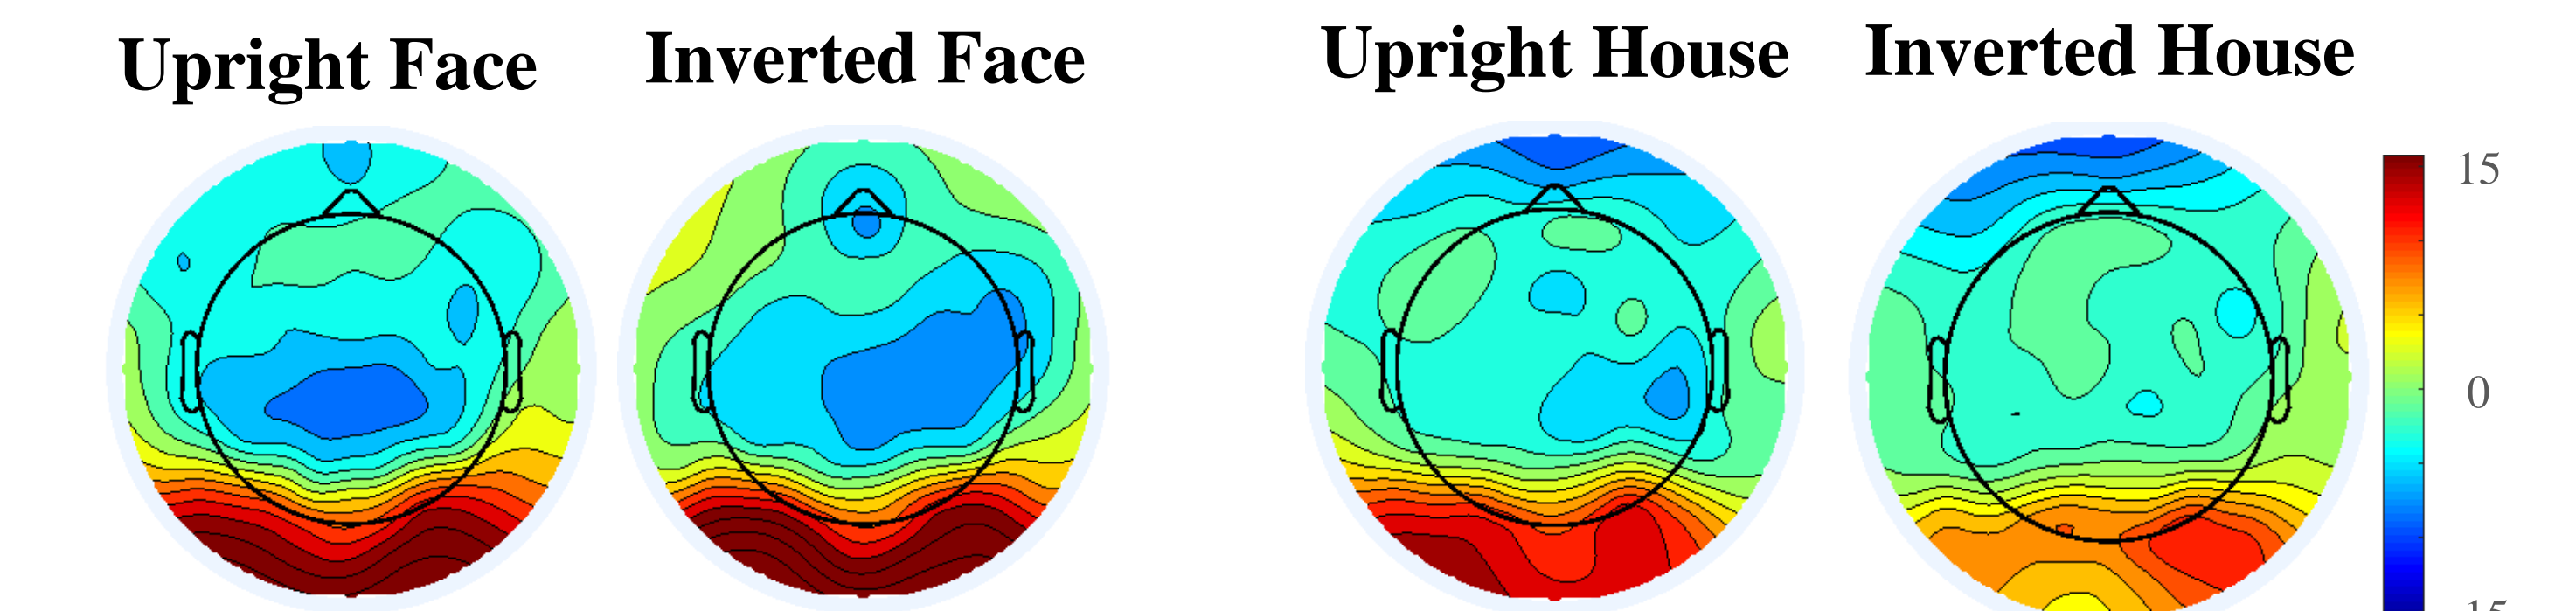 Upright Face
Inverted Face
Upright House
Inverted House
15
0